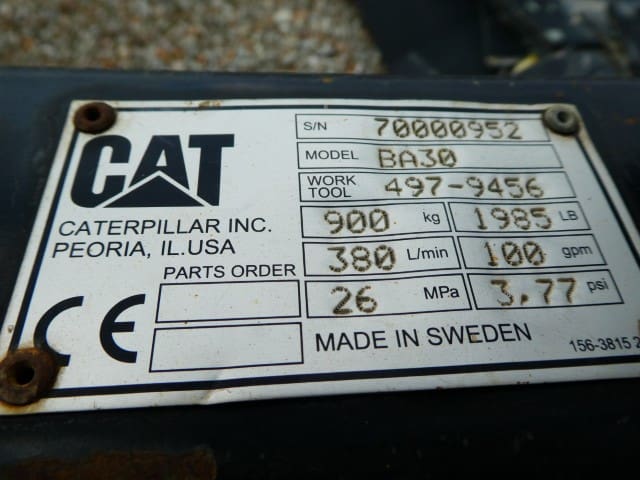 CAT
CATERPILLAR INC.
PEORIA, IL.USA
S/N 70000952
MODEL BA30
WORK TOOL 497-9456
900 kg 1985 LB
380 L/min 100 gpm
PARTS ORDER
26 MPa 3,77 psi
CE
MADE IN SWEDEN
156-3815 2